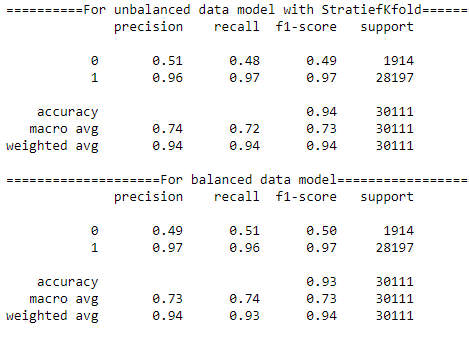 ==========For unbalanced data model with StratiefKfold======
precision recall f1-score support
0 0.51 0.48 0.49 1914
1 0.96 0.97 0.97 28197
accuracy 0.94 30111
macro avg 0.74 0.72 0.73 30111
weighted avg 0.94 0.94 0.94 30111
====================For balanced data model=================
precision recall f1-score support
0 0.49 0.51 0.50 1914
1 0.97 0.96 0.97 28197
accuracy 0.93 30111
macro avg 0.73 0.74 0.73 30111
weighted avg 0.94 0.93 0.94 30111